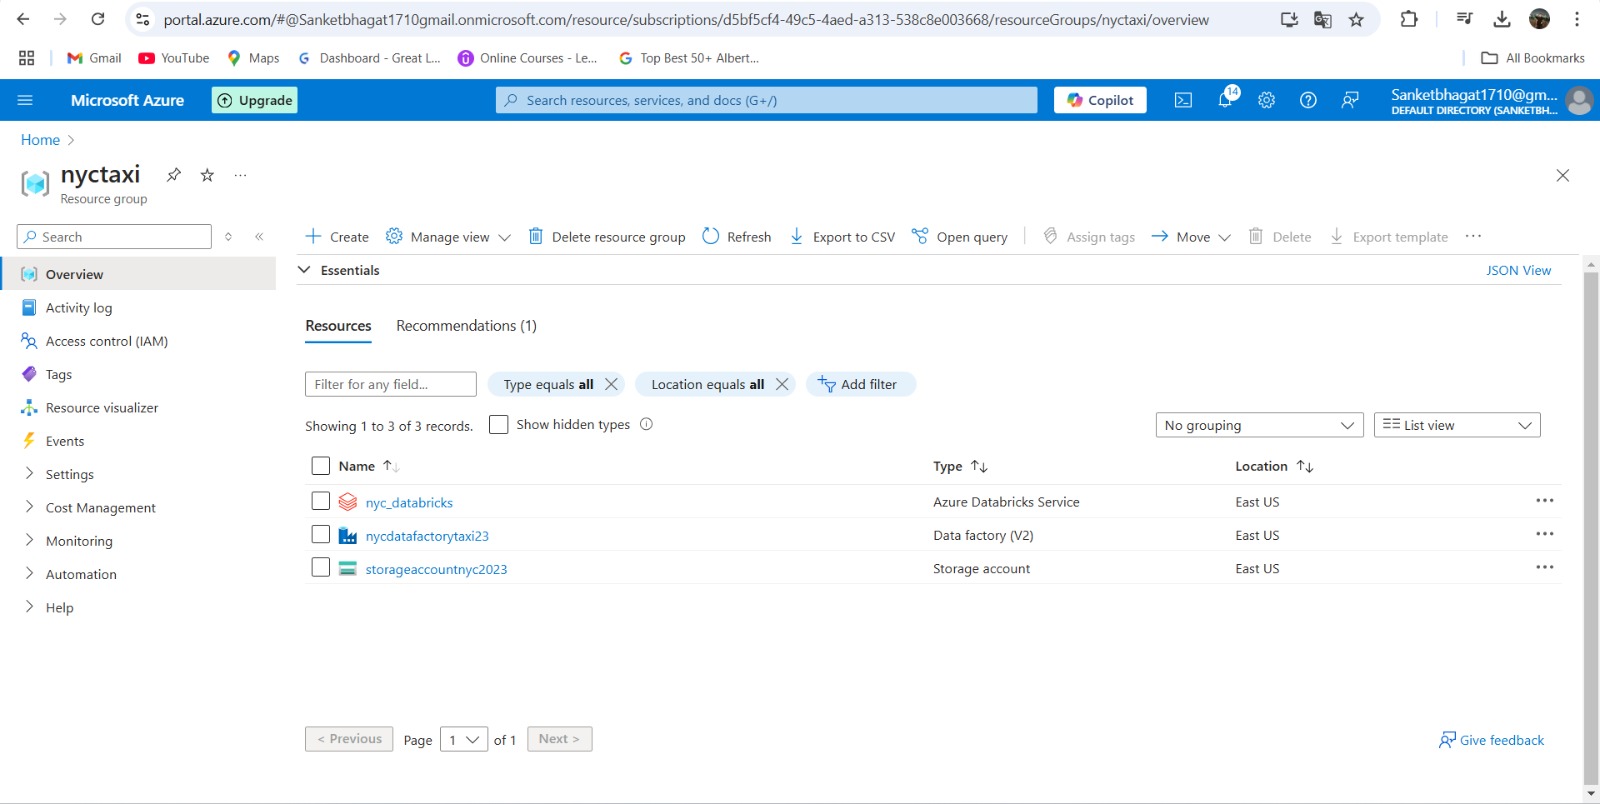 portal.azure.com/#@Sanketbhagat1710gmail.onmicrosoft.com/resource/subscriptions/d5bf5cf4-49c5-4aed-a313-538c8e003668/resourceGroups/nyctaxi/overview
Gmail YouTube Maps Dashboard - Great L... Online Courses - Le... Top Best 50+ Albert... All Bookmarks
Microsoft Azure Upgrade Search resources, services, and docs (G+/) Copilot 14 Sanketbhagat1710@gm...
DEFAULT DIRECTORY (SANKETBH...
Home >
nyctaxi ...
Resource group
Search Create Manage view Delete resource group Refresh Export to CSV Open query Assign tags Move Delete Export template ...
Essentials JSON View
Overview
Activity log
Access control (IAM)
Tags
Resource visualizer
Events
Settings
Cost Management
Monitoring
Automation
Help
Resources Recommendations (1)
Filter for any field... Type equals all Location equals all Add filter
Showing 1 to 3 of 3 records. Show hidden types No grouping List view
Name Type Location
nyc_databricks Azure Databricks Service East US ...
nycdatafactorytaxi23 Data factory (V2) East US ...
storageaccountnyc2023 Storage account East US ...
< Previous Page 1 of 1 Next > Give feedback